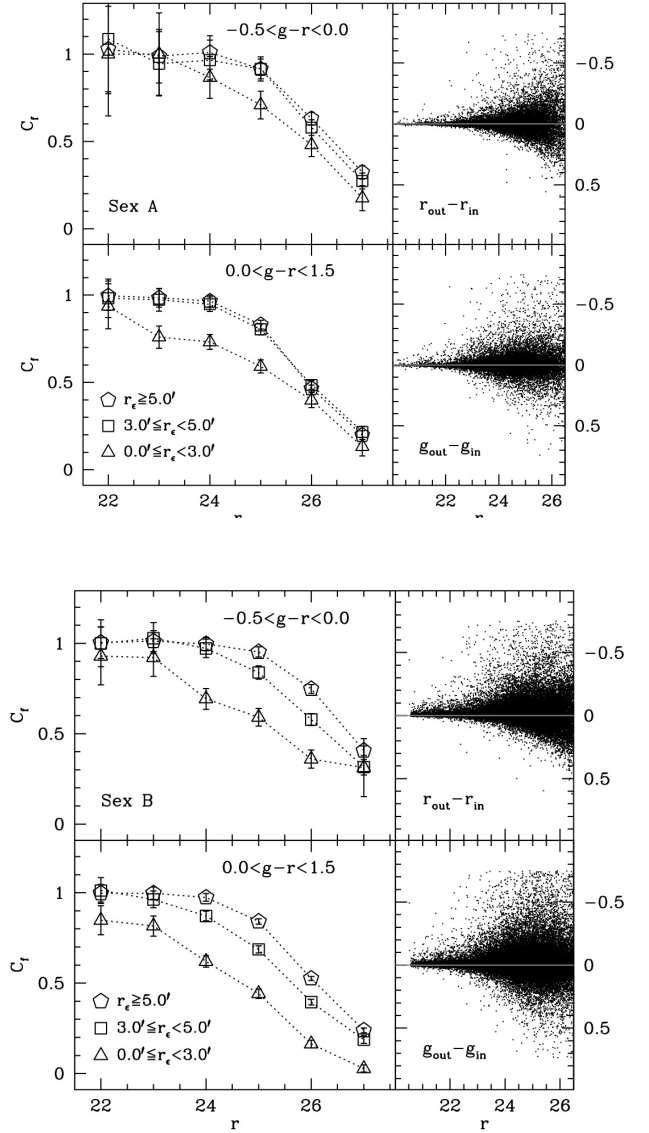 −0.5<g−r<0.0
1
0.5
0
C_f
Sex A
−0.5
0
0.5
r_out−r_in
0.0<g−r<1.5
1
0.5
0
C_f
r_ϵ≥5.0′
3.0′≦r_ϵ<5.0′
0.0′≦r_ϵ<3.0′
−0.5
0
0.5
g_out−g_in
22 24 26
r
22 24 26
r
−0.5<g−r<0.0
1
0.5
0
C_f
Sex B
−0.5
0
0.5
r_out−r_in
0.0<g−r<1.5
1
0.5
0
C_f
r_ϵ≥5.0′
3.0′≦r_ϵ<5.0′
0.0′≦r_ϵ<3.0′
−0.5
0
0.5
g_out−g_in
22 24 26
r
22 24 26
r